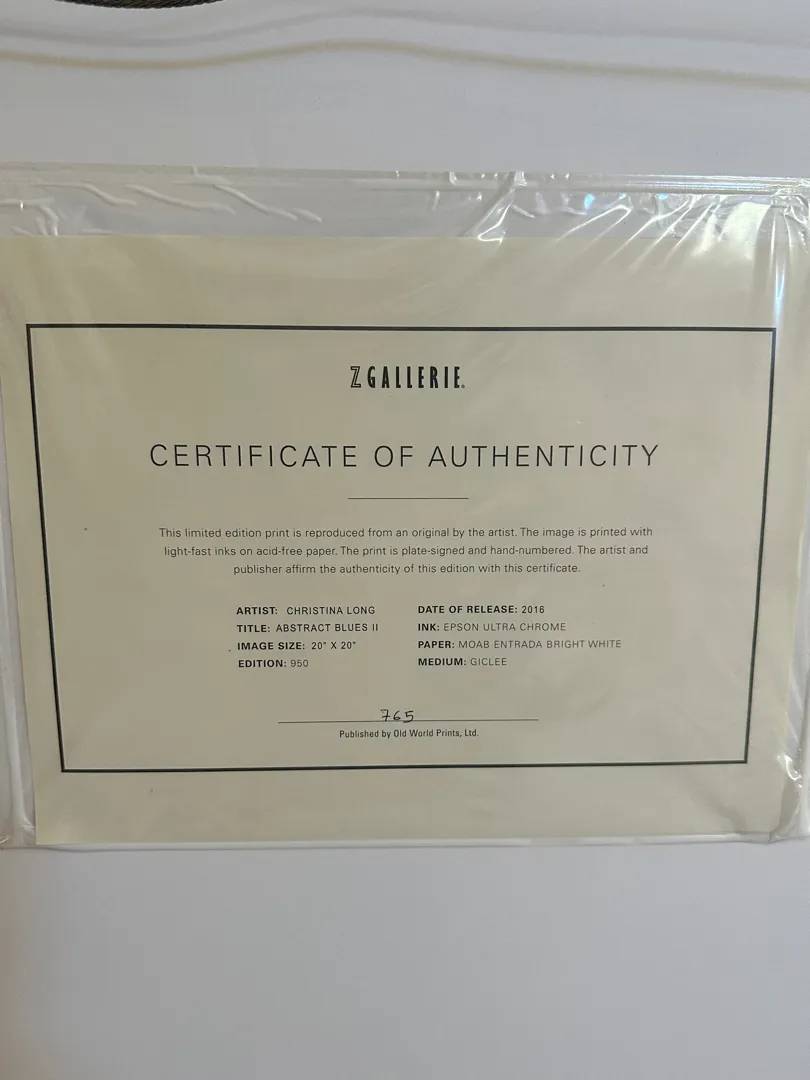 Z GALLERIE.
CERTIFICATE OF AUTHENTICITY
This limited edition print is reproduced from an original by the artist. The image is printed with
light-fast inks on acid-free paper. The print is plate-signed and hand-numbered. The artist and
publisher affirm the authenticity of this edition with this certificate.
ARTIST: CHRISTINA LONG
TITLE: ABSTRACT BLUES II
IMAGE SIZE: 20" X 20"
EDITION: 950
DATE OF RELEASE: 2016
INK: EPSON ULTRA CHROME
PAPER: MOAB ENTRADA BRIGHT WHITE
MEDIUM: GICLEE
765
Published by Old World Prints, Ltd.